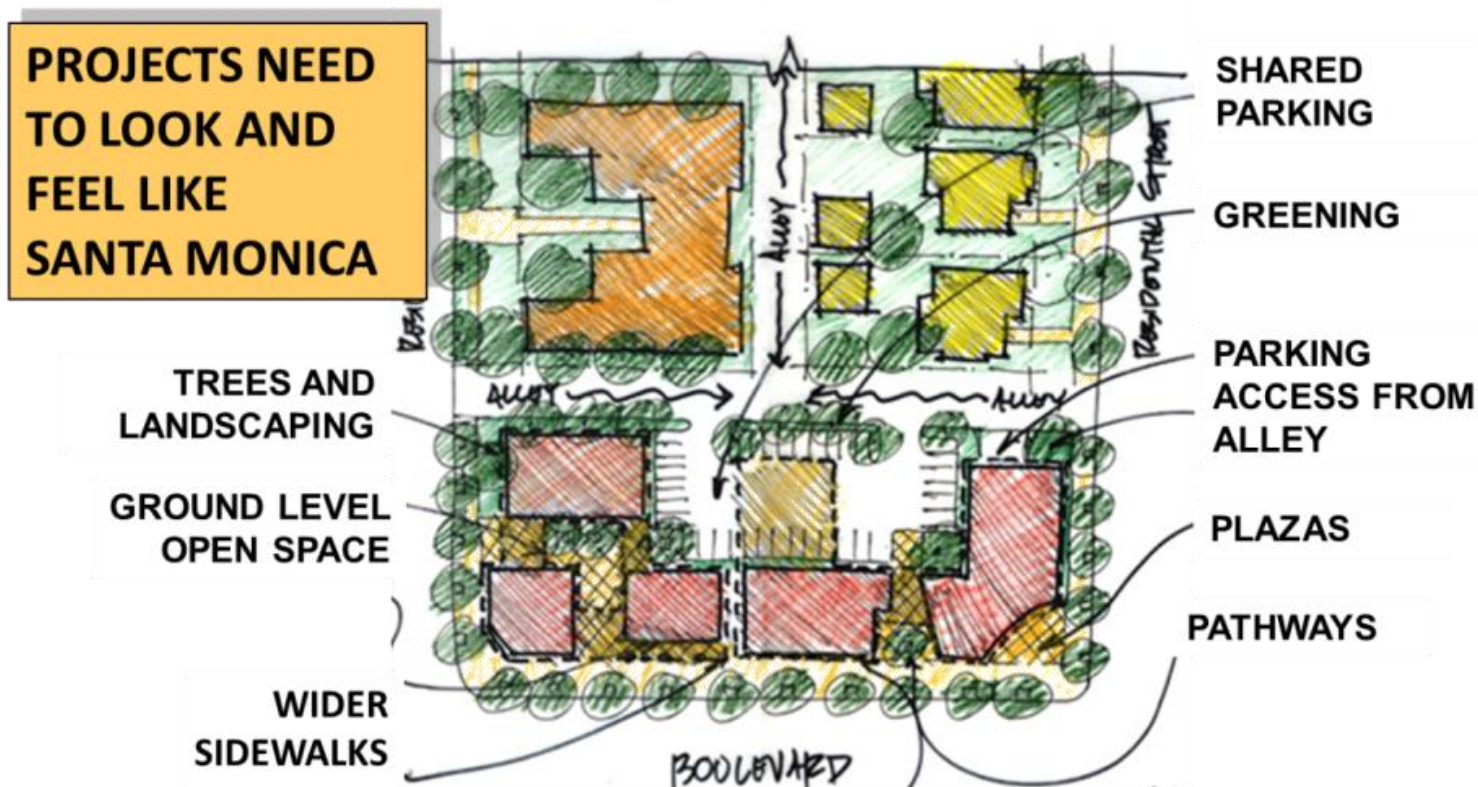 PROJECTS NEED
TO LOOK AND
FEEL LIKE
SANTA MONICA
SHARED
PARKING
GREENING
RESIDENTIAL STREET
ALLEY
PARKING
ACCESS FROM
ALLEY
TREES AND
LANDSCAPING
ALLEY
ALLEY
GROUND LEVEL
OPEN SPACE
PLAZAS
PATHWAYS
WIDER
SIDEWALKS
BOULEVARD